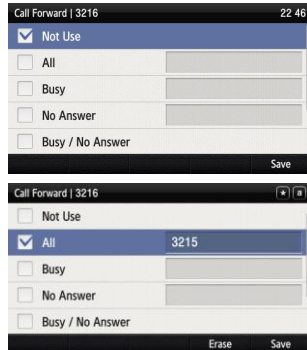 Call Forward | 3216 22 46
Not Use
All
Busy
No Answer
Busy / No Answer
Save
Call Forward | 3216 * a
Not Use
All 3215
Busy
No Answer
Busy / No Answer
Erase Save